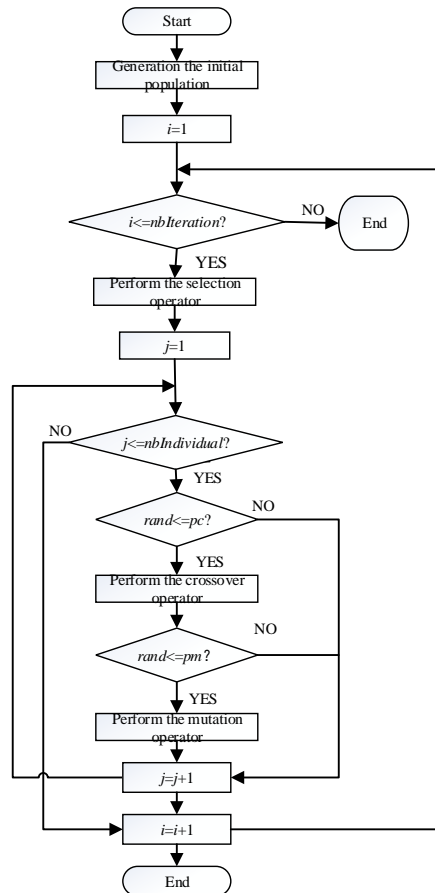 Start
Generation the initial
population
i=1
i<=nbIteration?
NO
End
YES
Perform the selection
operator
j=1
NO
j<=nbIndividual?
YES
rand<=pc?
NO
YES
Perform the crossover
operator
NO
rand<=pm?
YES
Perform the mutation
operator
j=j+1
i=i+1
End